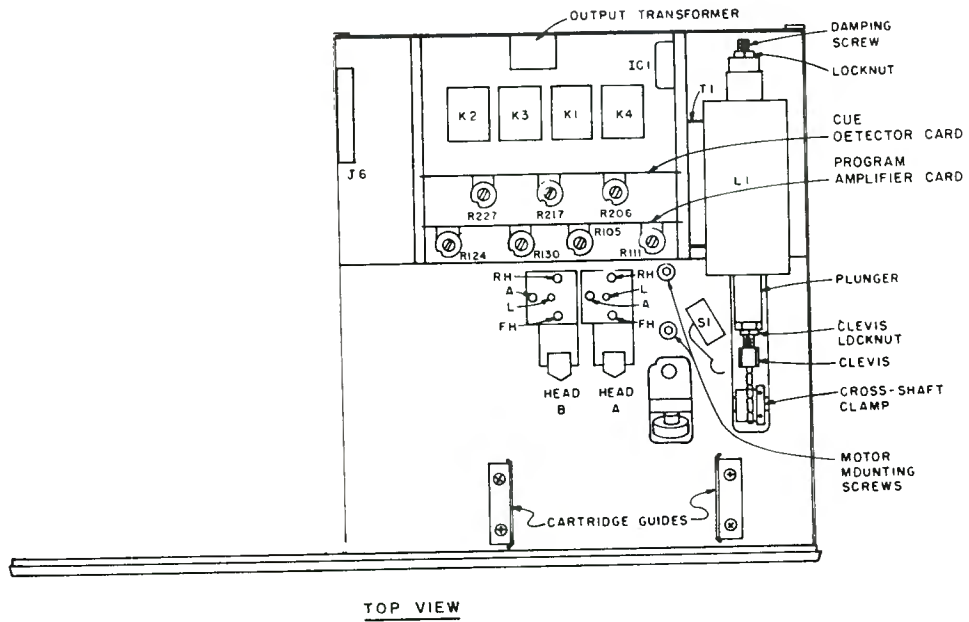 OUTPUT TRANSFORMER
DAMPING
SCREW
LOCKNUT
IC1
T1
K2
K3
K1
K4
CUE
DETECTOR CARD
PROGRAM
AMPLIFIER CARD
J6
L1
R227
R217
R206
R105
R124
R130
R111
RH
RH
A
L
L
A
FH
FH
S1
PLUNGER
CLEVIS
LOCKNUT
CLEVIS
HEAD
B
HEAD
A
CROSS-SHAFT
CLAMP
MOTOR
MOUNTING
SCREWS
CARTRIDGE GUIDES
TOP VIEW